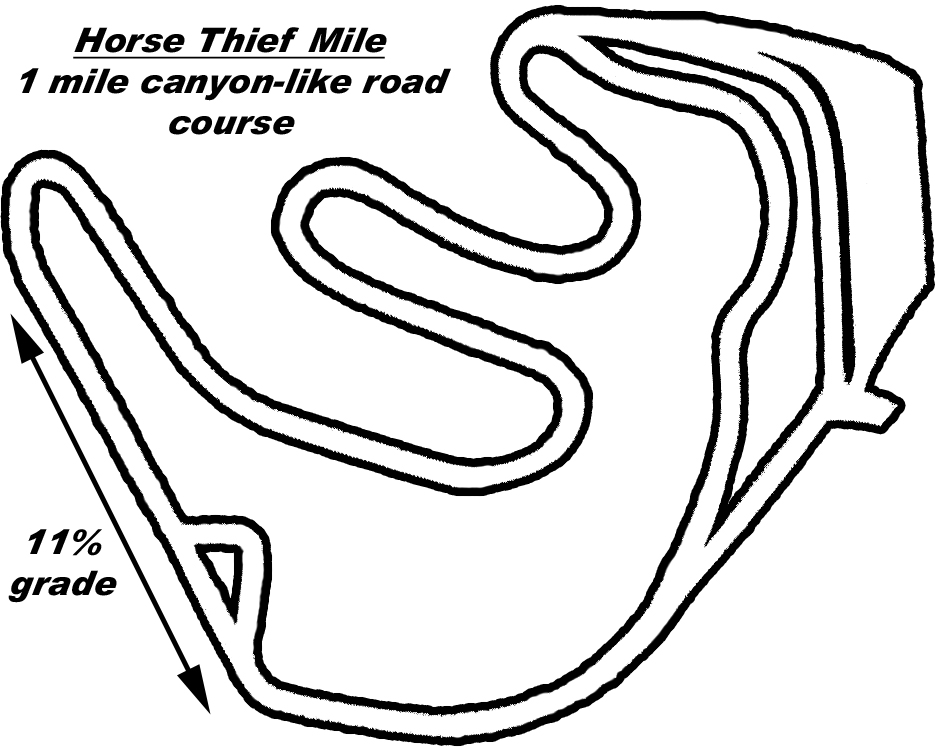 Horse Thief Mile
1 mile canyon-like road
course
11%
grade